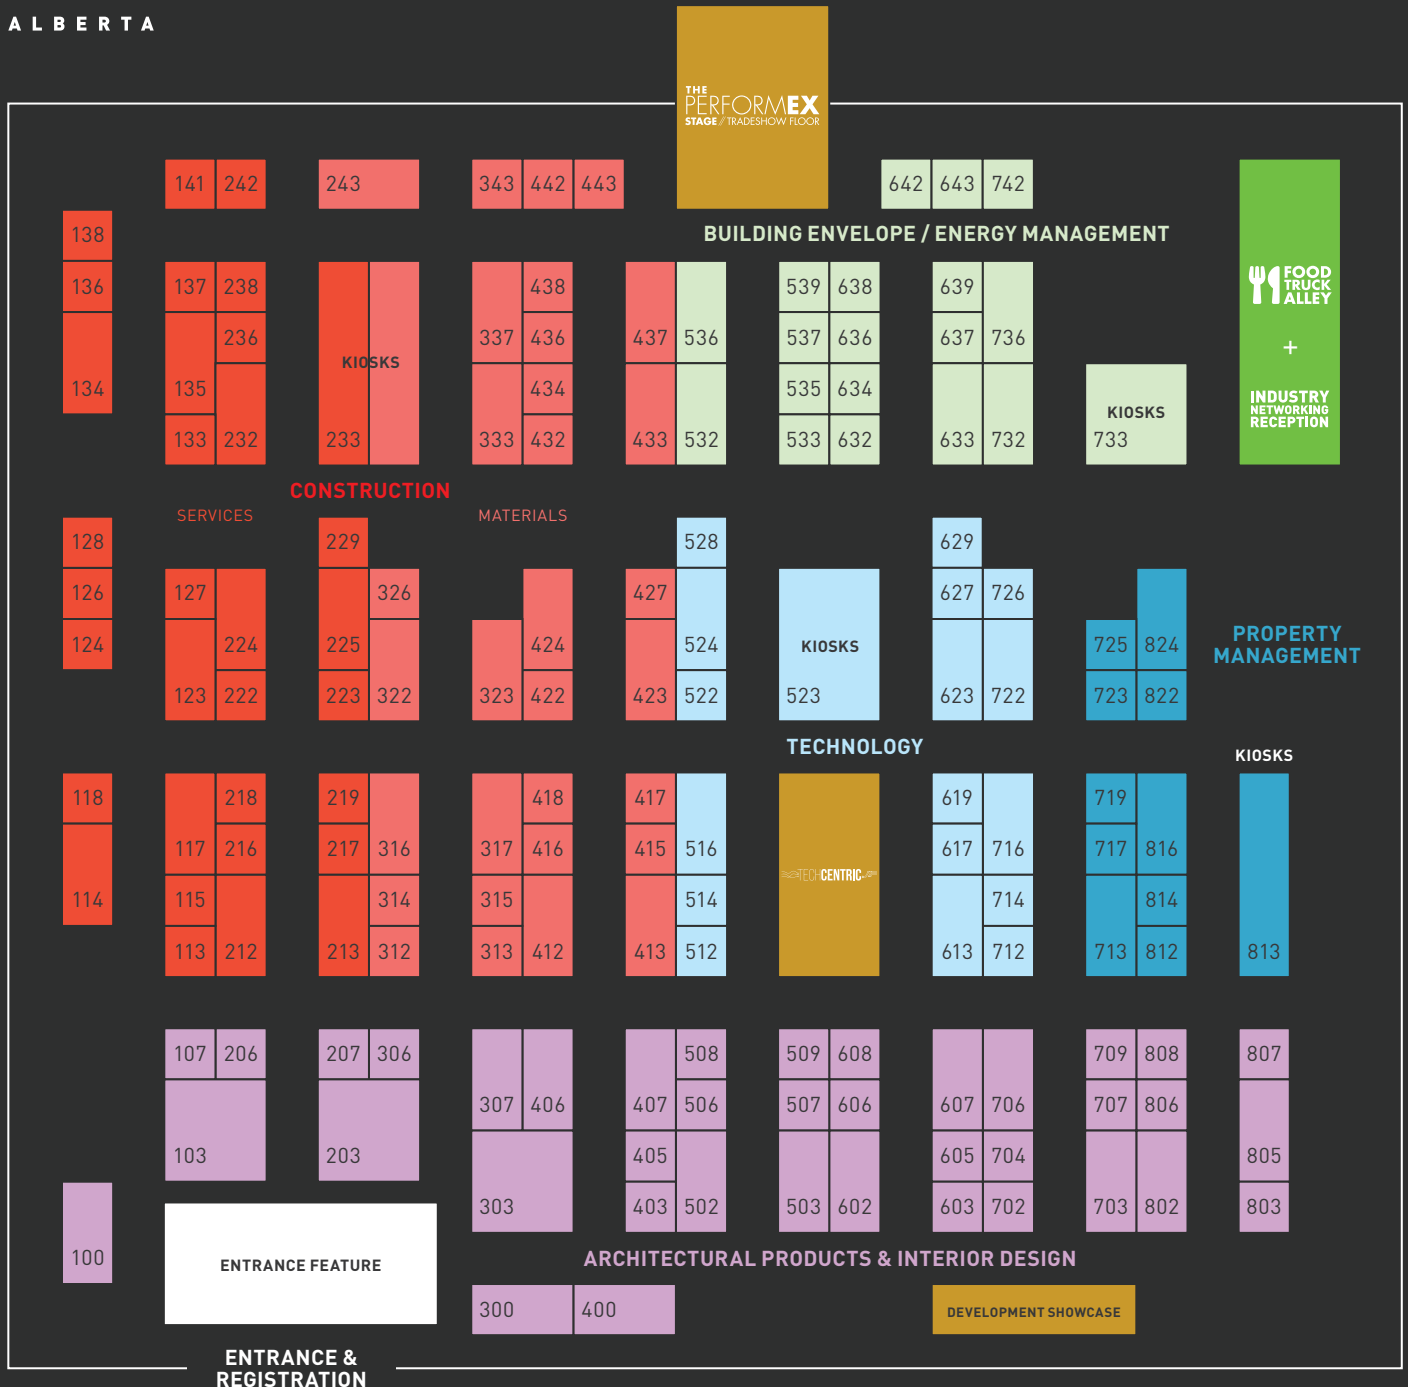 ALBERTA
THE
PERFORMEX
STAGE // TRADESHOW FLOOR
141 242 243 343 442 443 642 643 742
138
BUILDING ENVELOPE / ENERGY MANAGEMENT
136 137 238 438 539 638 639
FOOD
TRUCK
ALLEY
236 337 436 437 536 537 636 637 736
+
KIOSKS
134 135 434 535 634
INDUSTRY
NETWORKING
RECEPTION
KIOSKS
133 232 233 333 432 433 532 533 632 633 732 733
CONSTRUCTION
SERVICES MATERIALS
128 229 528 629
126 127 326 427 627 726
124 224 225 424 524 KIOSKS 725 824
PROPERTY
MANAGEMENT
123 222 223 322 323 422 423 522 523 623 722 723 822
TECHNOLOGY
KIOSKS
118 218 219 418 417 619 719
117 216 217 316 317 416 415 516 617 716 717 816
TECHCENTRIC
114 115 314 315 514 714 814
113 212 213 312 313 412 413 512 613 712 713 812 813
107 206 207 306 508 509 608 709 808 807
307 406 407 506 507 606 607 706 707 806
103 203 405 605 704 805
303 403 502 503 602 603 702 703 802 803
100
ENTRANCE FEATURE
ARCHITECTURAL PRODUCTS & INTERIOR DESIGN
300 400 DEVELOPMENT SHOWCASE
ENTRANCE &
REGISTRATION